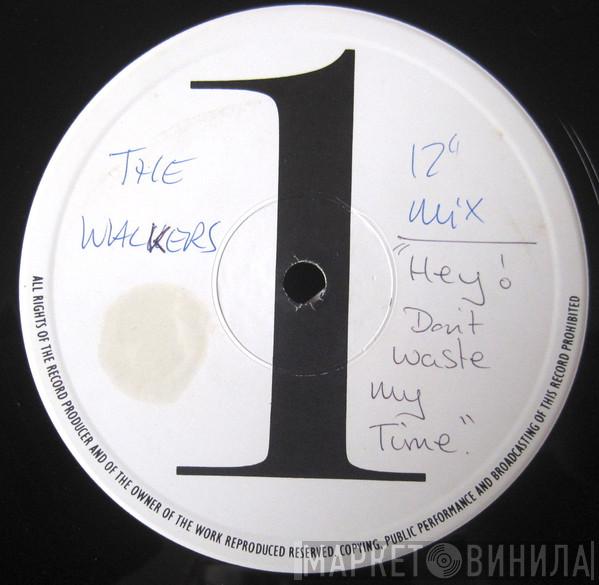 1
THE
WALKERS
12"
mix
"Hey!
Don't
waste
my
Time."
ALL RIGHTS OF THE RECORD PRODUCER AND OF THE OWNER OF THE WORK REPRODUCED RESERVED. COPYING, PUBLIC PERFORMANCE AND BROADCASTING OF THIS RECORD PROHIBITED
МАРКЕТ ВИНИЛА